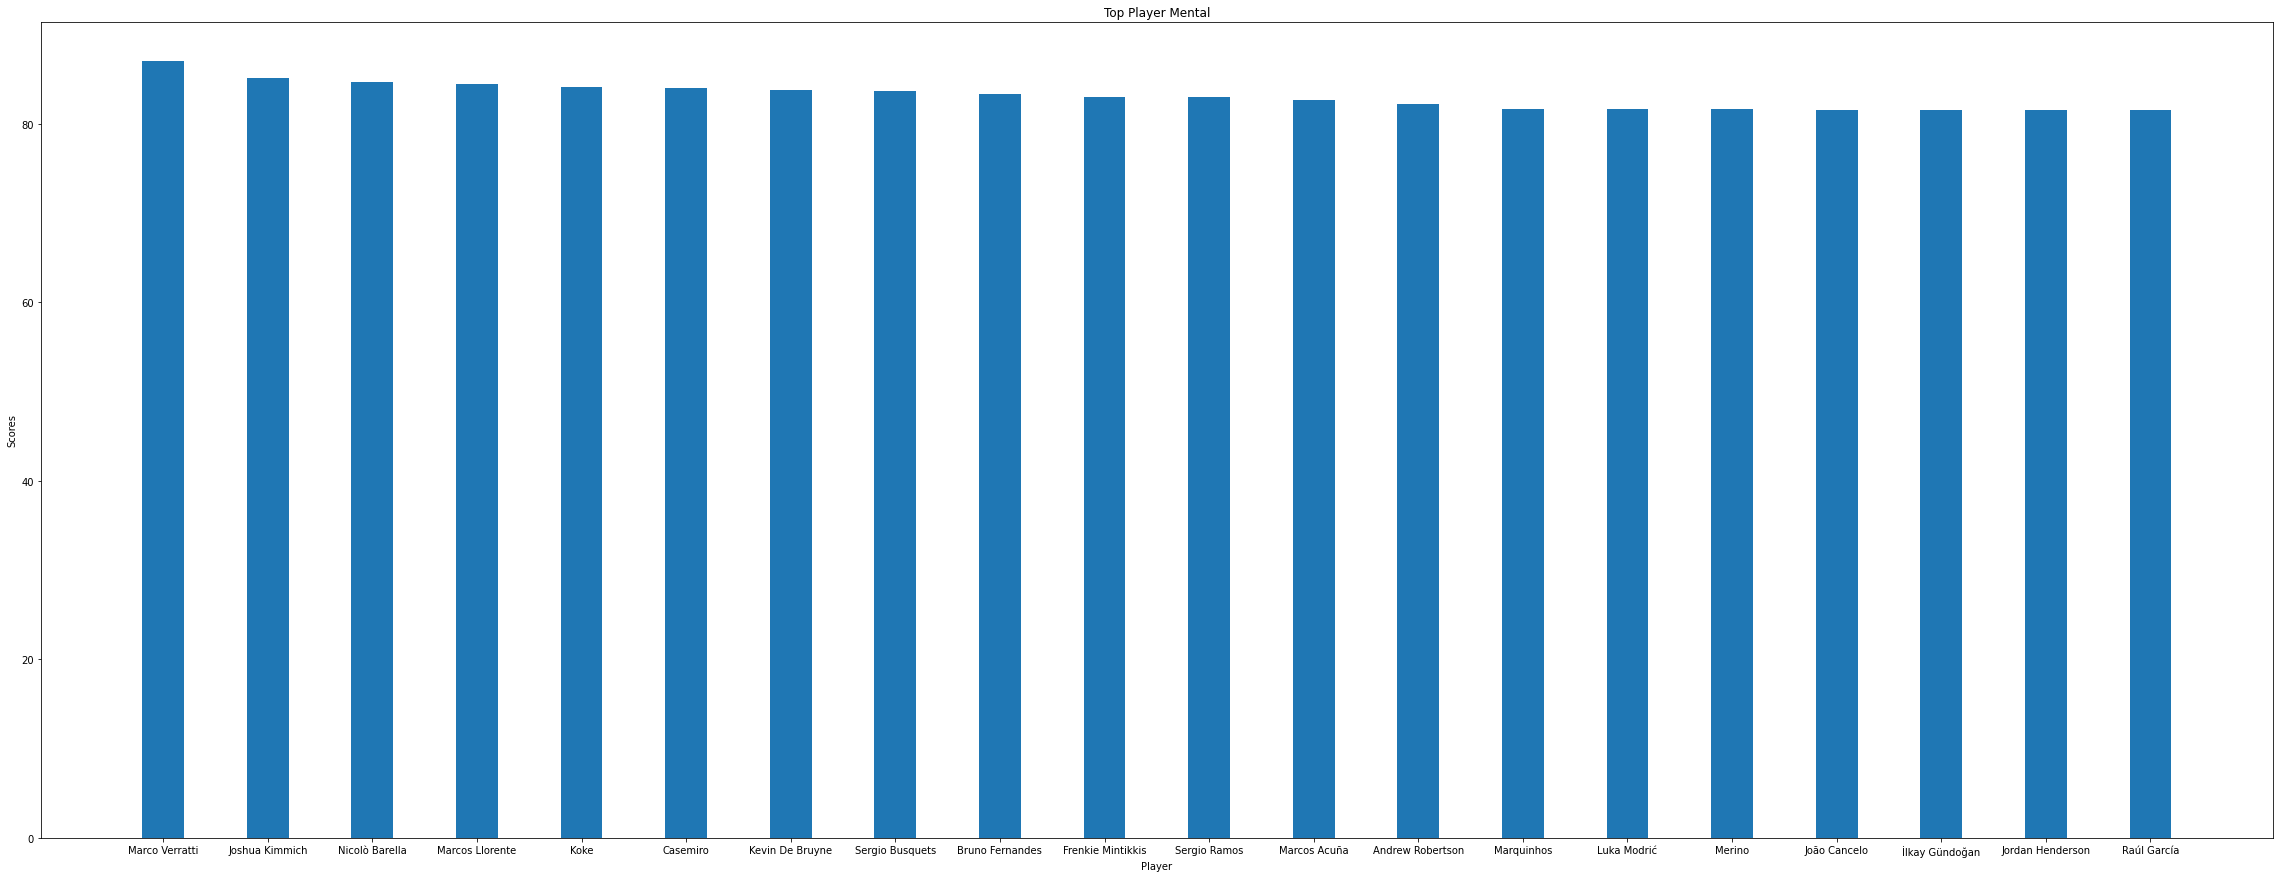 Top Player Mental
80
60
40
20
0
Scores
Marco Verratti Joshua Kimmich Nicolò Barella Marcos Llorente Koke Casemiro Kevin De Bruyne Sergio Busquets Bruno Fernandes Frenkie Mintikkis Sergio Ramos Marcos Acuña Andrew Robertson Marquinhos Luka Modrić Merino João Cancelo İlkay Gündoğan Jordan Henderson Raúl García
Player